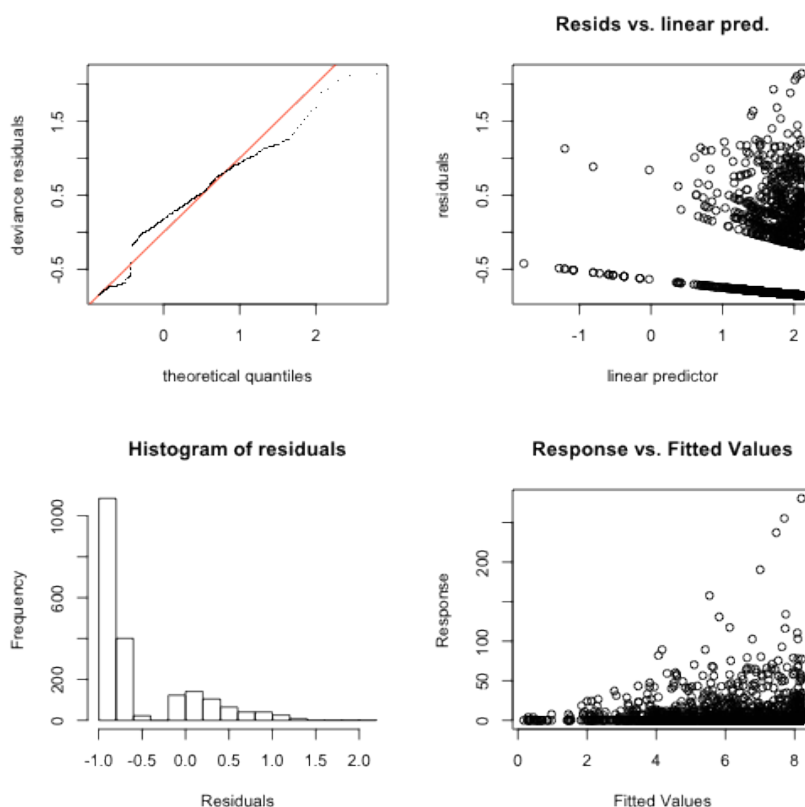 deviance residuals
1.5
0.5
-0.5
0 1 2
theoretical quantiles
Resids vs. linear pred.
residuals
1.5
0.5
-0.5
-1 0 1 2
linear predictor
Histogram of residuals
Frequency
1000
600
200
0
-1.0 -0.5 0.0 0.5 1.0 1.5 2.0
Residuals
Response vs. Fitted Values
Response
200
100
50
0
0 2 4 6 8
Fitted Values